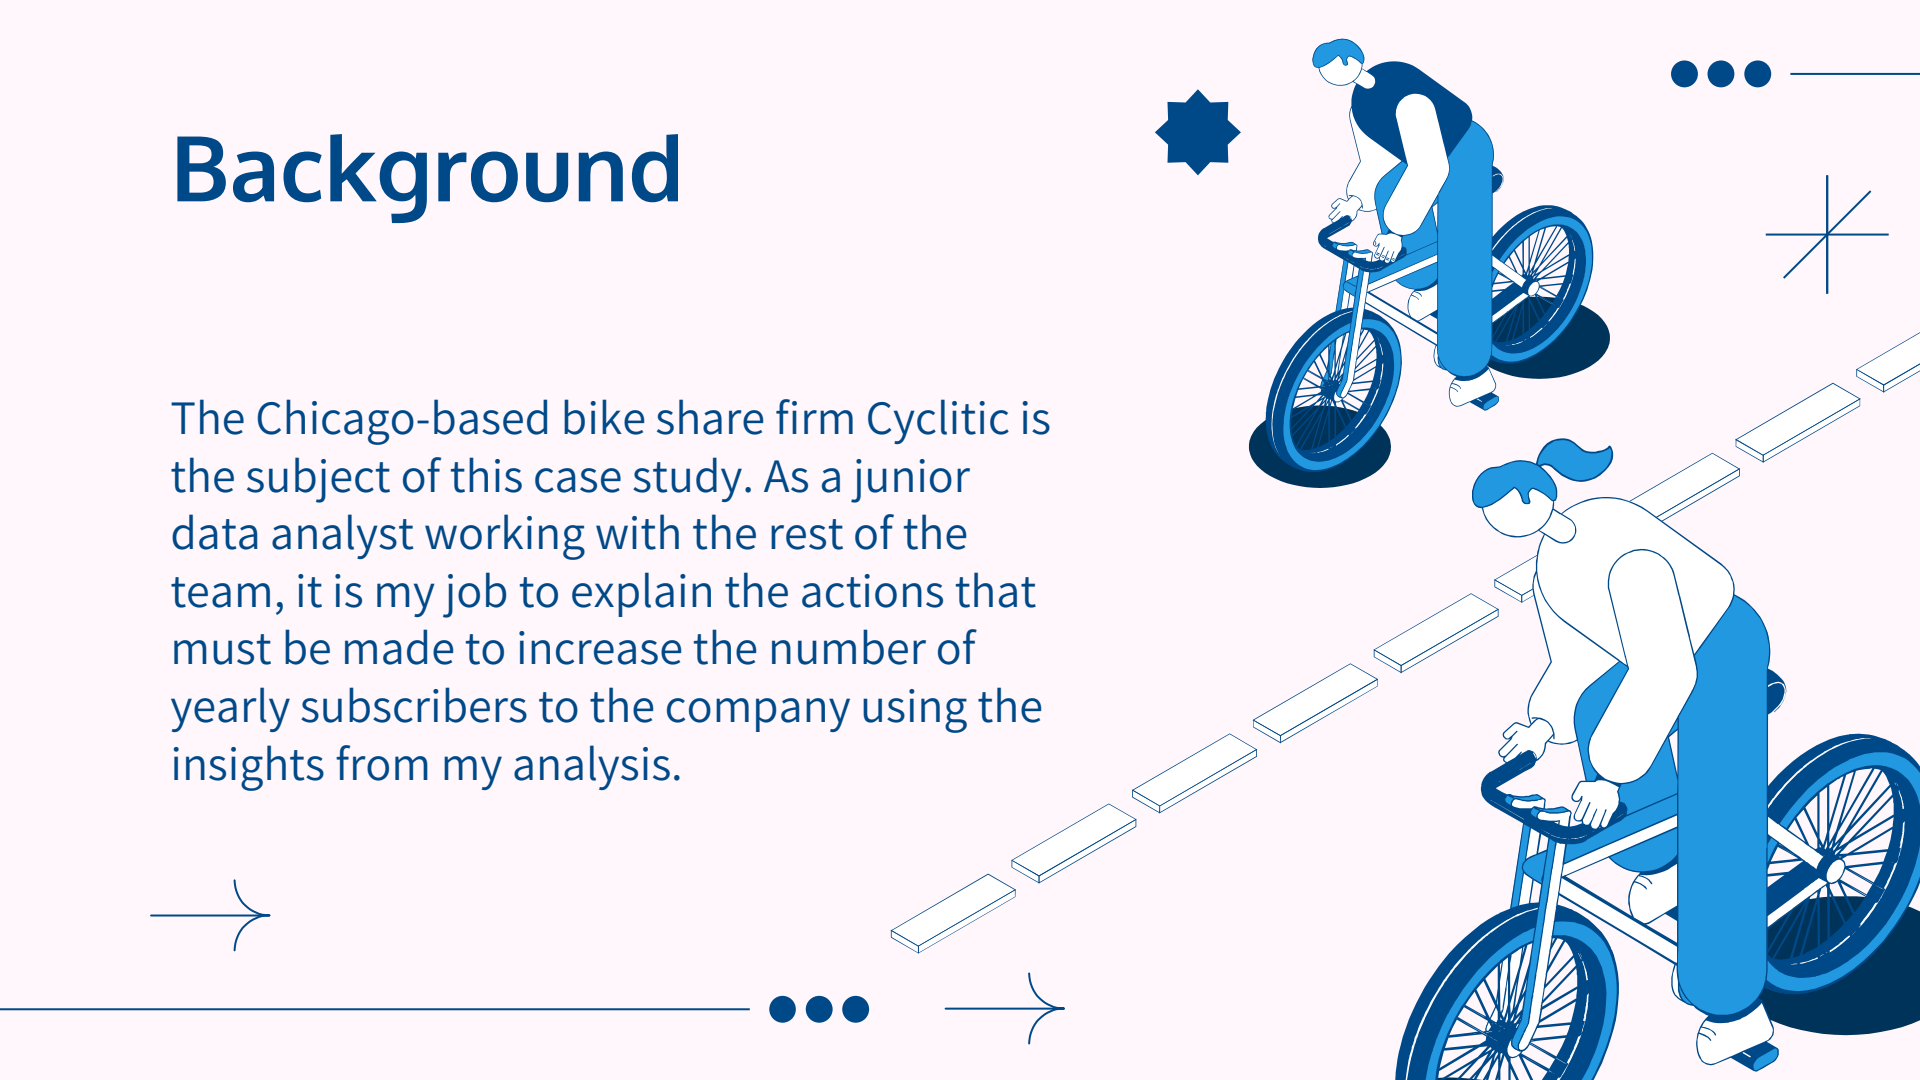 Background
The Chicago-based bike share firm Cyclitic is
the subject of this case study. As a junior
data analyst working with the rest of the
team, it is my job to explain the actions that
must be made to increase the number of
yearly subscribers to the company using the
insights from my analysis.